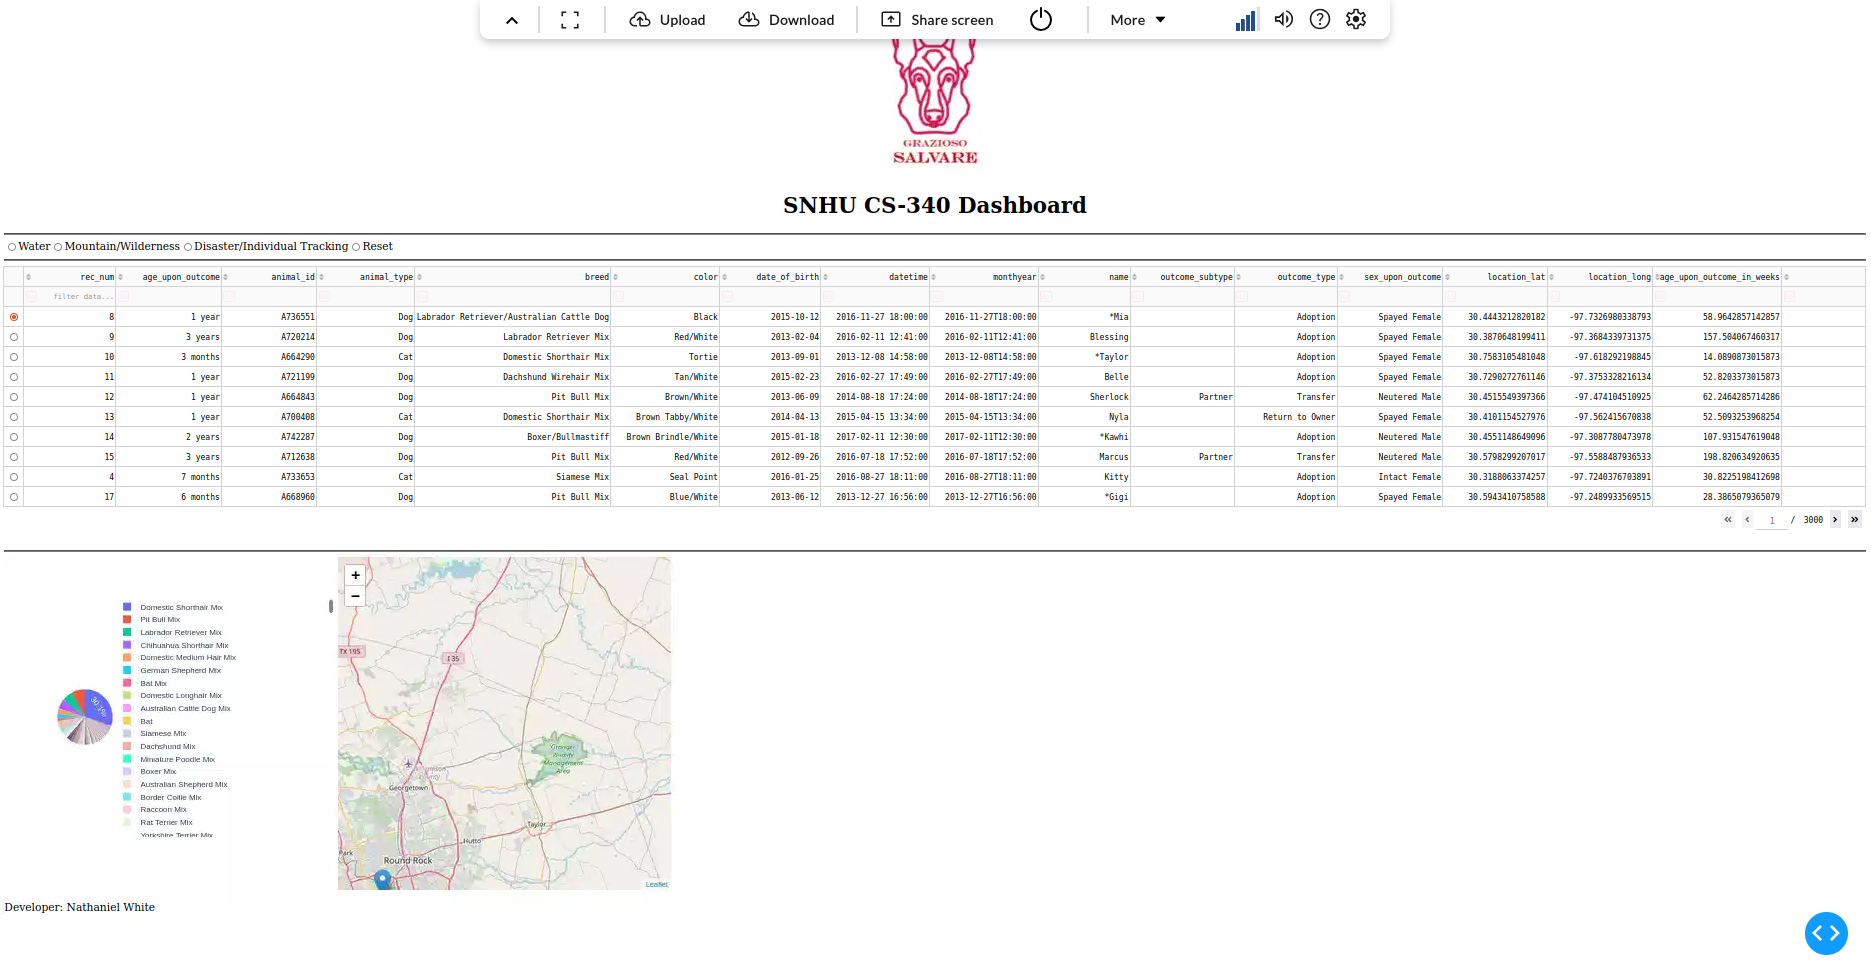 Upload Download Share screen More
GRAZIOSO
SALVARE
SNHU CS-340 Dashboard
Water Mountain/Wilderness Disaster/Individual Tracking Reset
rec_num age_upon_outcome animal_id animal_type breed color date_of_birth datetime monthyear name outcome_subtype outcome_type sex_upon_outcome location_lat location_long age_upon_outcome_in_weeks
filter data...
8 1 year A736551 Dog Labrador Retriever/Australian Cattle Dog Black 2015-10-12 2016-11-27 18:00:00 2016-11-27T18:00:00 *Mia Adoption Spayed Female 30.4443212820182 -97.7326980338793 58.9642857142857
9 3 years A720214 Dog Labrador Retriever Mix Red/White 2013-02-04 2016-02-11 12:41:00 2016-02-11T12:41:00 Blessing Adoption Spayed Female 30.3870648199411 -97.3684339731375 157.504067460317
10 3 months A664290 Cat Domestic Shorthair Mix Tortie 2013-09-01 2013-12-08 14:58:00 2013-12-08T14:58:00 *Taylor Adoption Spayed Female 30.7583105481048 -97.618292198845 14.0890873015873
11 1 year A721199 Dog Dachshund Wirehair Mix Tan/White 2015-02-23 2016-02-27 17:49:00 2016-02-27T17:49:00 Belle Adoption Spayed Female 30.7290272761146 -97.3753328216134 52.8203373015873
12 1 year A664843 Dog Pit Bull Mix Brown/White 2013-06-09 2014-08-18 17:24:00 2014-08-18T17:24:00 Sherlock Partner Transfer Neutered Male 30.4515549397366 -97.474104510925 62.2464285714286
13 1 year A700408 Cat Domestic Shorthair Mix Brown Tabby/White 2014-04-13 2015-04-15 13:34:00 2015-04-15T13:34:00 Nyla Return to Owner Spayed Female 30.4101154527976 -97.562415670838 52.5093253968254
14 2 years A742287 Dog Boxer/Bullmastiff Brown Brindle/White 2015-01-18 2017-02-11 12:30:00 2017-02-11T12:30:00 *Kawhi Adoption Neutered Male 30.4551148649096 -97.3087780473978 107.931547619048
15 3 years A712638 Dog Pit Bull Mix Red/White 2012-09-26 2016-07-18 17:52:00 2016-07-18T17:52:00 Marcus Partner Transfer Neutered Male 30.5798299207017 -97.5588487936533 198.820634920635
4 7 months A733653 Cat Siamese Mix Seal Point 2016-01-25 2016-08-27 18:11:00 2016-08-27T18:11:00 Kitty Adoption Intact Female 30.3188063374257 -97.7240376703891 30.8225198412698
17 6 months A668960 Dog Pit Bull Mix Blue/White 2013-06-12 2013-12-27 16:56:00 2013-12-27T16:56:00 *Gigi Adoption Spayed Female 30.5943410758588 -97.2489933569515 28.3865079365079
« ‹ 1 / 3000 › »
30.2%
Domestic Shorthair Mix
Pit Bull Mix
Labrador Retriever Mix
Chihuahua Shorthair Mix
Domestic Medium Hair Mix
German Shepherd Mix
Bat Mix
Domestic Longhair Mix
Australian Cattle Dog Mix
Bat
Siamese Mix
Dachshund Mix
Miniature Poodle Mix
Boxer Mix
Australian Shepherd Mix
Border Collie Mix
Raccoon Mix
Rat Terrier Mix
Yorkshire Terrier Mix
+
−
TX 195
I 35
Granger
Wildlife
Management
Area
Georgetown
Taylor
Hutto
Park
Round Rock
Leaflet
Developer: Nathaniel White